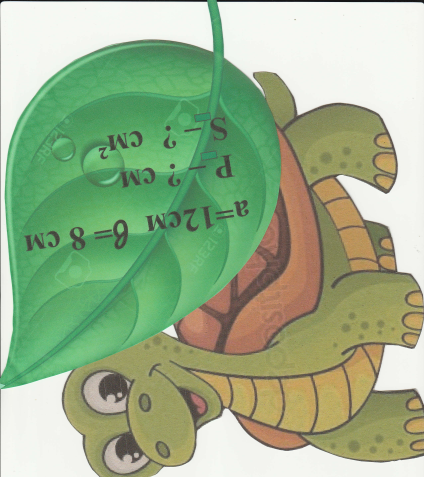 а=12см в= 8 см
Р – ? см
S – ? см²